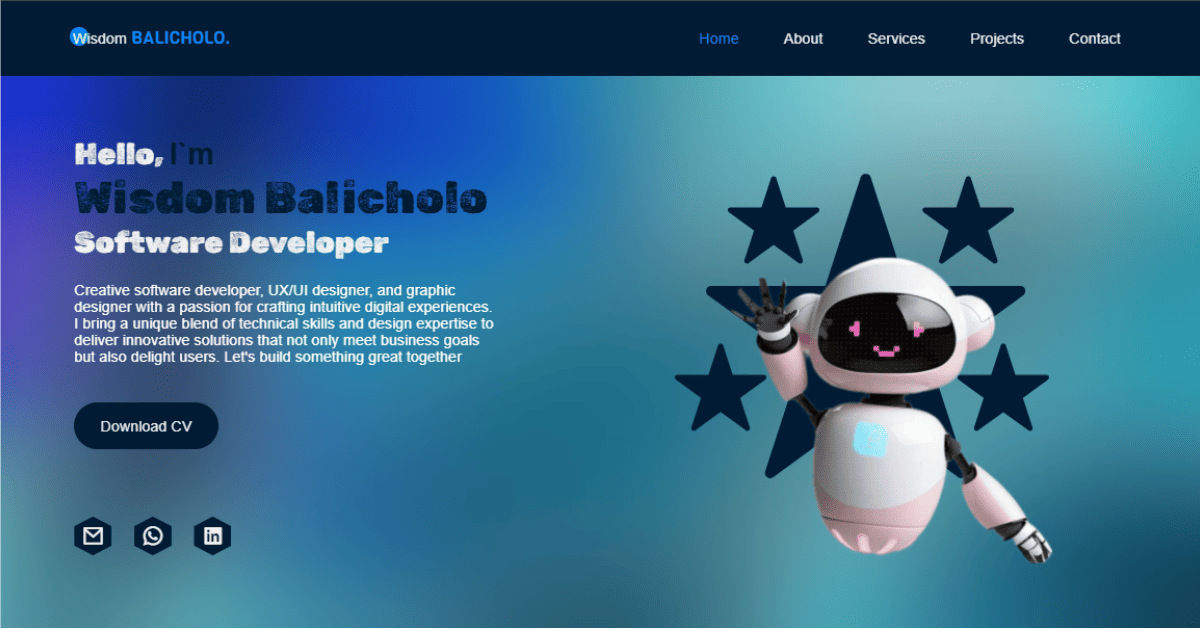 Wisdom BALICHOLO.
Home About Services Projects Contact
Hello, I`m
Wisdom Balicholo
Software Developer
Creative software developer, UX/UI designer, and graphic
designer with a passion for crafting intuitive digital experiences.
I bring a unique blend of technical skills and design expertise to
deliver innovative solutions that not only meet business goals
but also delight users. Let's build something great together
Download CV
in